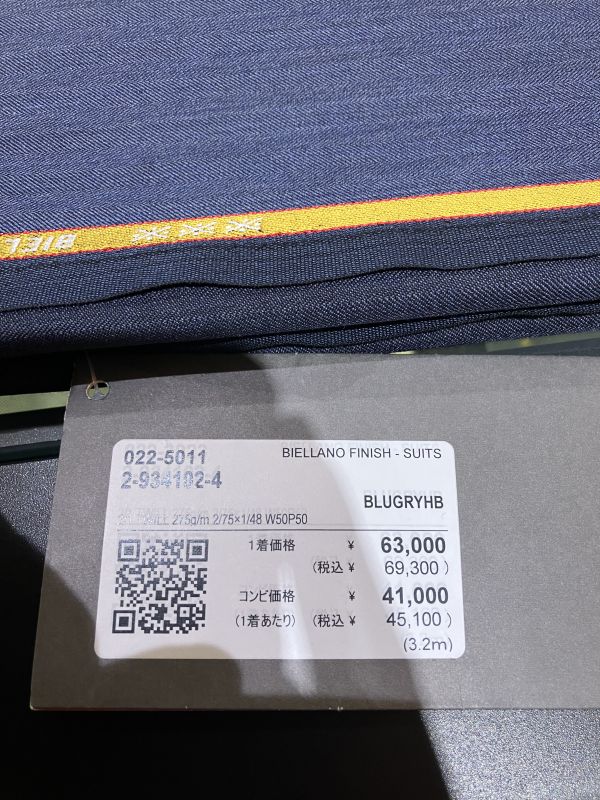 BIEL
022-5011
BIELLANO FINISH - SUITS
2-934102-4
BLUGRYHB
275g/m 2/75×1/48 W50P50
1着価格 ¥ 63,000
(税込 ¥ 69,300 )
コンビ価格 ¥ 41,000
(1着あたり) (税込 ¥ 45,100 )
(3.2m)